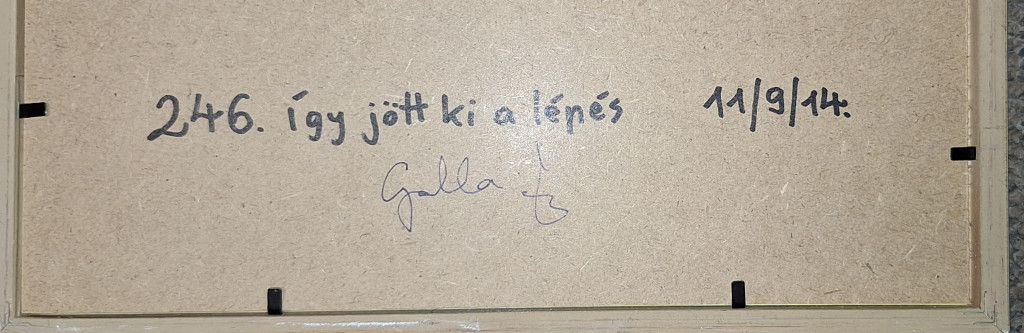 246. így jött ki a lépés 11/9/14.
Galla